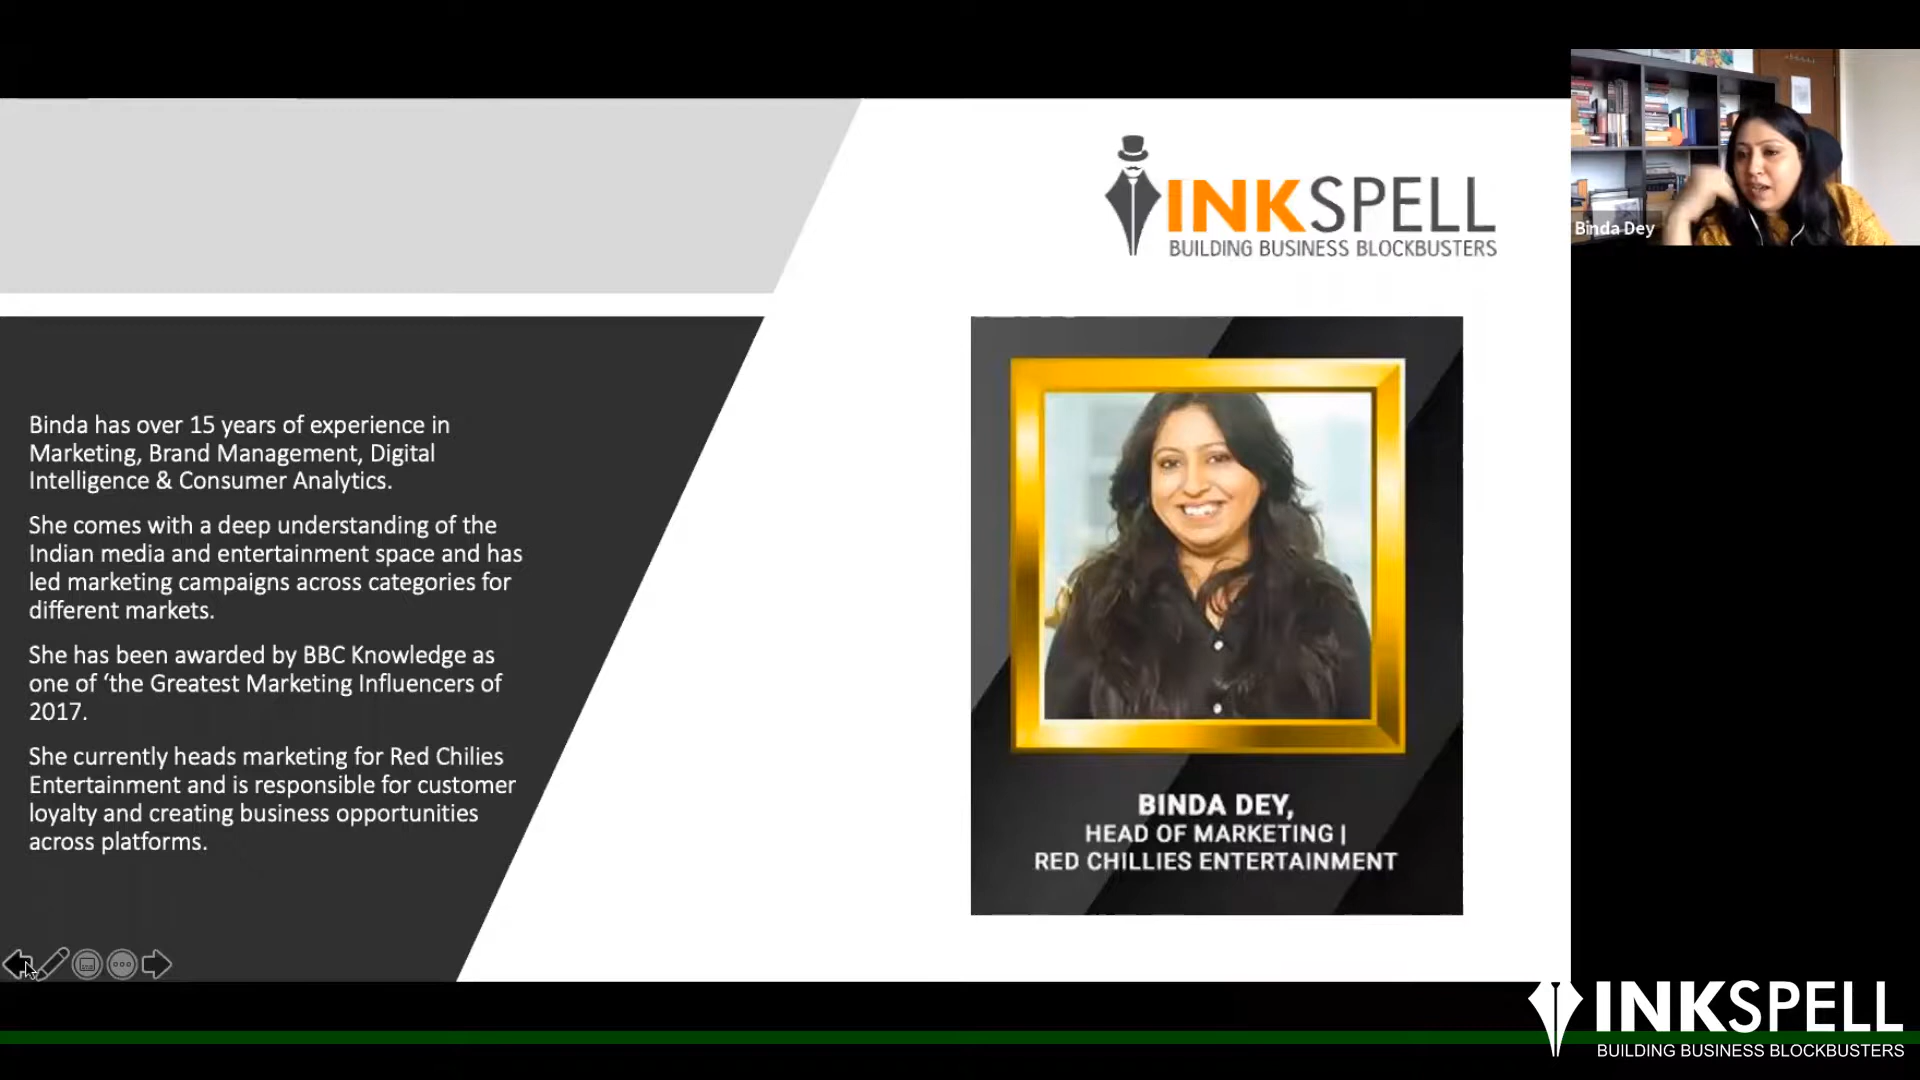 INKSPELL
BUILDING BUSINESS BLOCKBUSTERS
Binda Dey
Binda has over 15 years of experience in
Marketing, Brand Management, Digital
Intelligence & Consumer Analytics.
She comes with a deep understanding of the
Indian media and entertainment space and has
led marketing campaigns across categories for
different markets.
She has been awarded by BBC Knowledge as
one of ‘the Greatest Marketing Influencers of
2017.
She currently heads marketing for Red Chilies
Entertainment and is responsible for customer
loyalty and creating business opportunities
across platforms.
BINDA DEY,
HEAD OF MARKETING |
RED CHILLIES ENTERTAINMENT
INKSPELL
BUILDING BUSINESS BLOCKBUSTERS